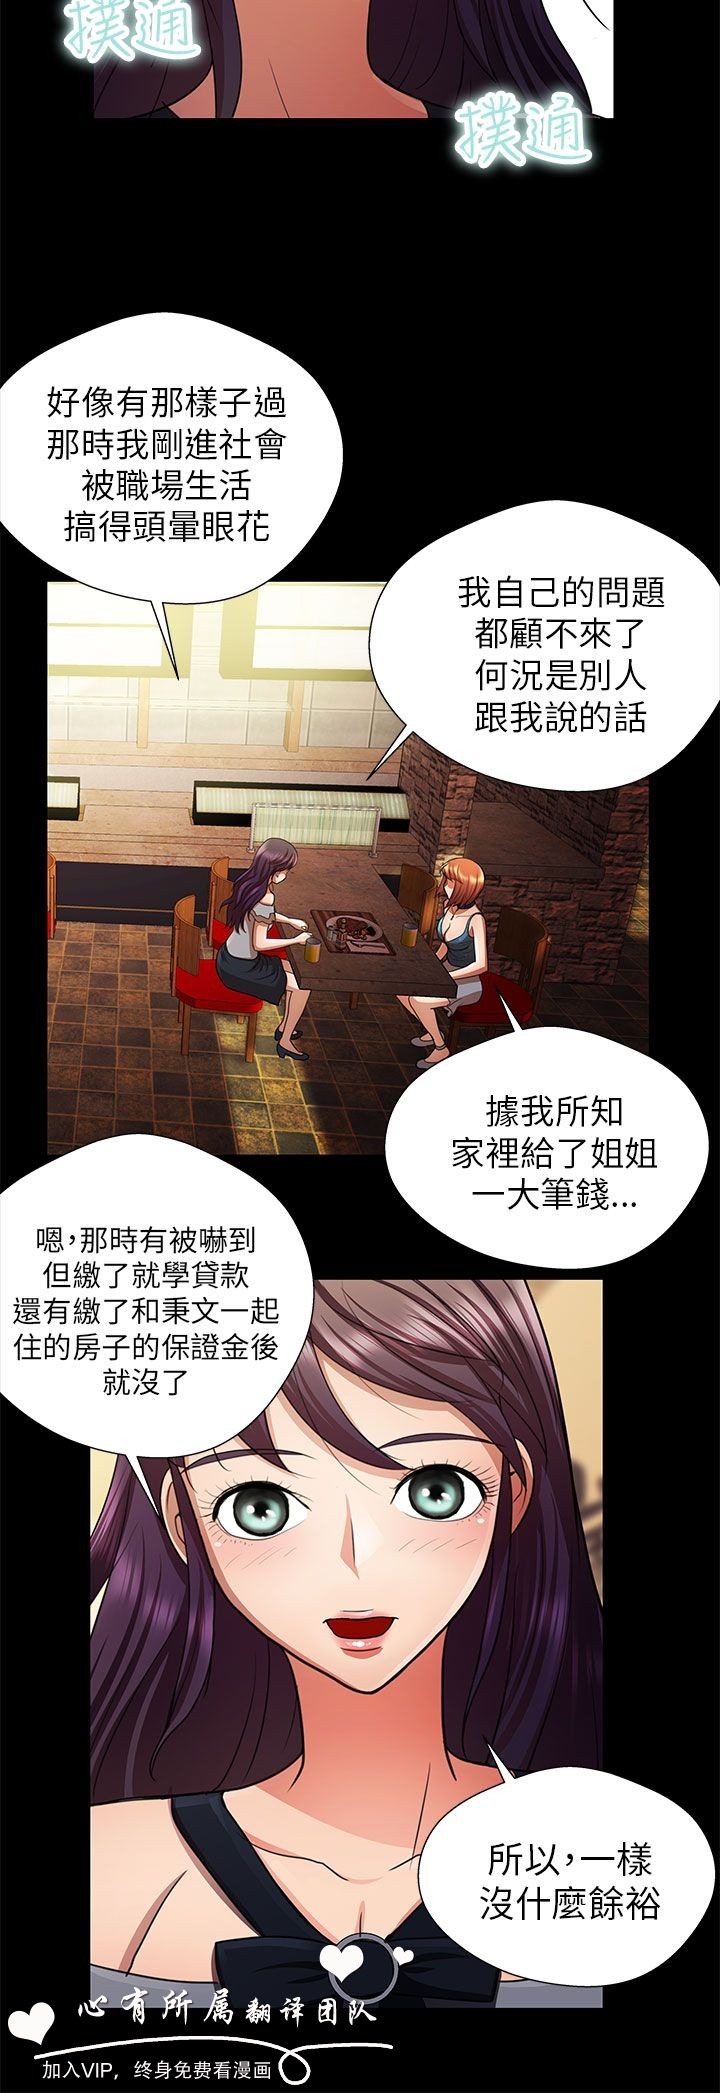 撲通
撲通
好像有那樣子過
那時我剛進社會
被職場生活
搞得頭暈眼花
我自己的問題
都顧不來了
何況是別人
跟我說的話
據我所知
家裡給了姐姐
一大筆錢...
嗯,那時有被嚇到
但繳了就學貸款
還有繳了和秉文一起
住的房子的保證金後
就沒了
所以,一樣
沒什麼餘裕
心有所属翻译团队
加入VIP，终身免费看漫画